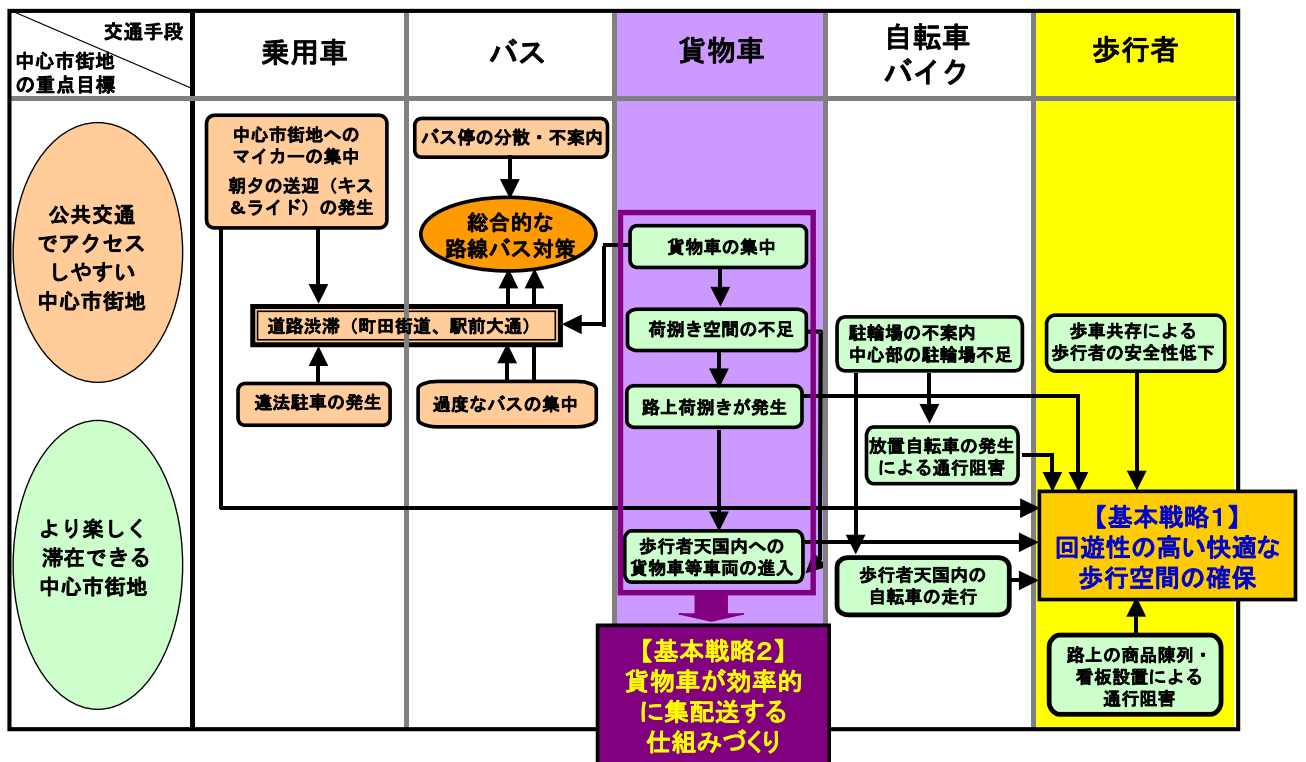 交通手段
中心市街地
の重点目標
乗用車
バス
貨物車
自転車
バイク
歩行者
公共交通
でアクセス
しやすい
中心市街地
より楽しく
滞在できる
中心市街地
中心市街地への
マイカーの集中
朝夕の送迎（キス
＆ライド）の発生
道路渋滞（町田街道、駅前大通）
違法駐車の発生
バス停の分散・不案内
総合的な
路線バス対策
過度なバスの集中
貨物車の集中
荷捌き空間の不足
路上荷捌きが発生
歩行者天国内への
貨物車等車両の進入
【基本戦略２】
貨物車が効率的
に集配送する
仕組みづくり
駐輪場の不案内
中心部の駐輪場不足
放置自転車の発生
による通行阻害
歩行者天国内の
自転車の走行
歩車共存による
歩行者の安全性低下
【基本戦略１】
回遊性の高い快適な
歩行空間の確保
路上の商品陳列・
看板設置による
通行阻害